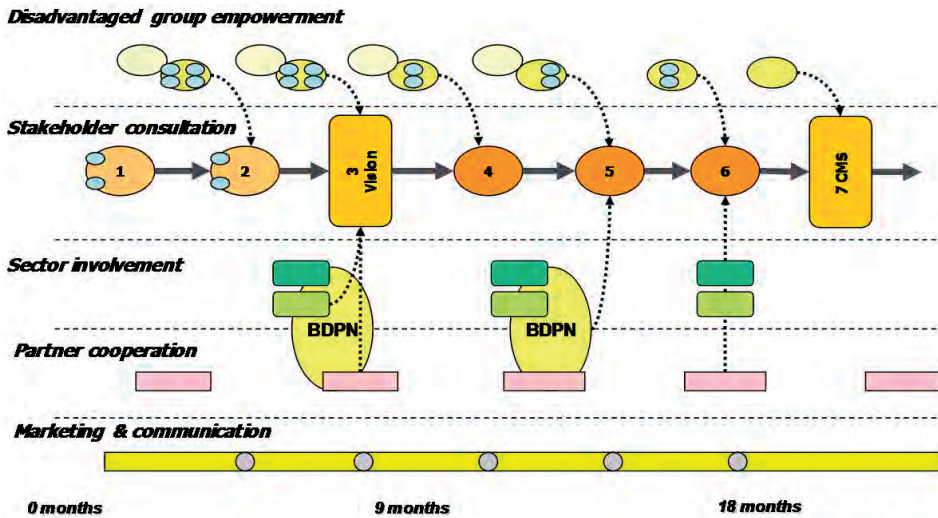 Disadvantaged group empowerment
Stakeholder consultation
1
2
3
Vision
4
5
6
7 CMS
Sector involvement
BDPN
BDPN
Partner cooperation
Marketing & communication
0 months
9 months
18 months